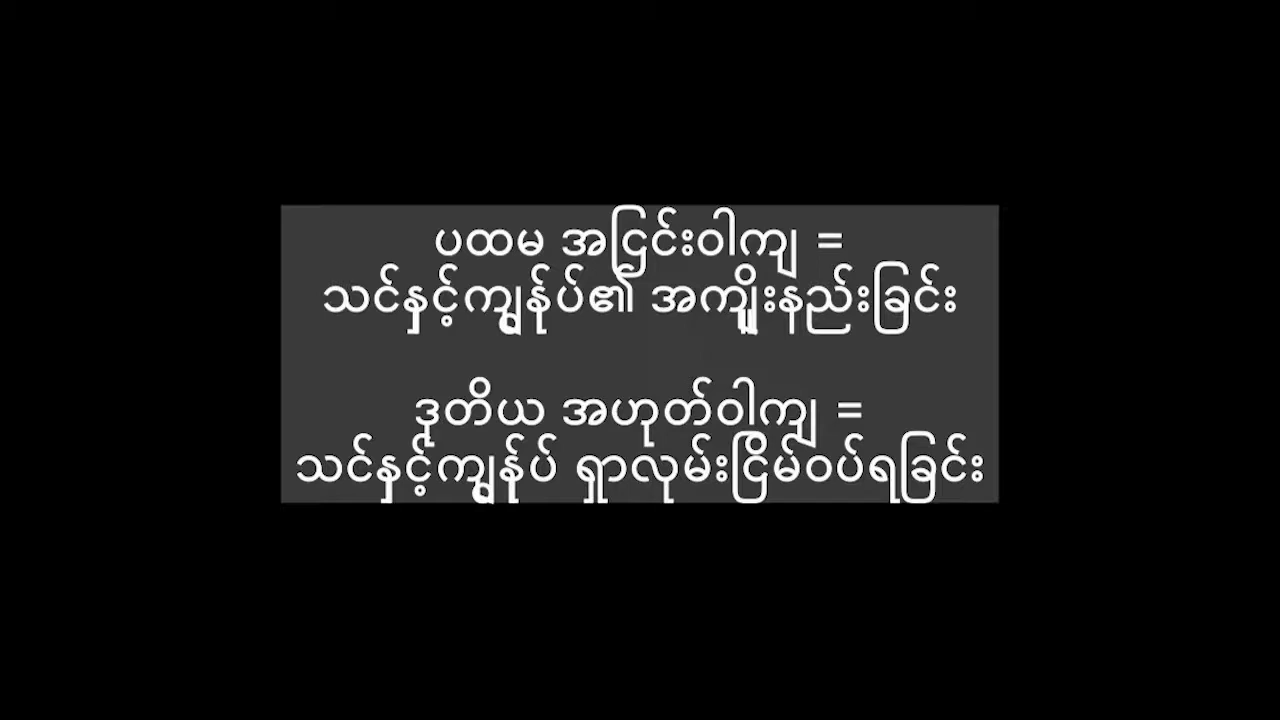 ပထမ အငြင်းဝါကျ =
သင်နှင့်ကျွန်ုပ်၏ အကျိုးနည်းခြင်း
ဒုတိယ အဟုတ်ဝါကျ =
သင်နှင့်ကျွန်ုပ် ရှာလုမ်းငြိမ်ဝပ်ရခြင်း